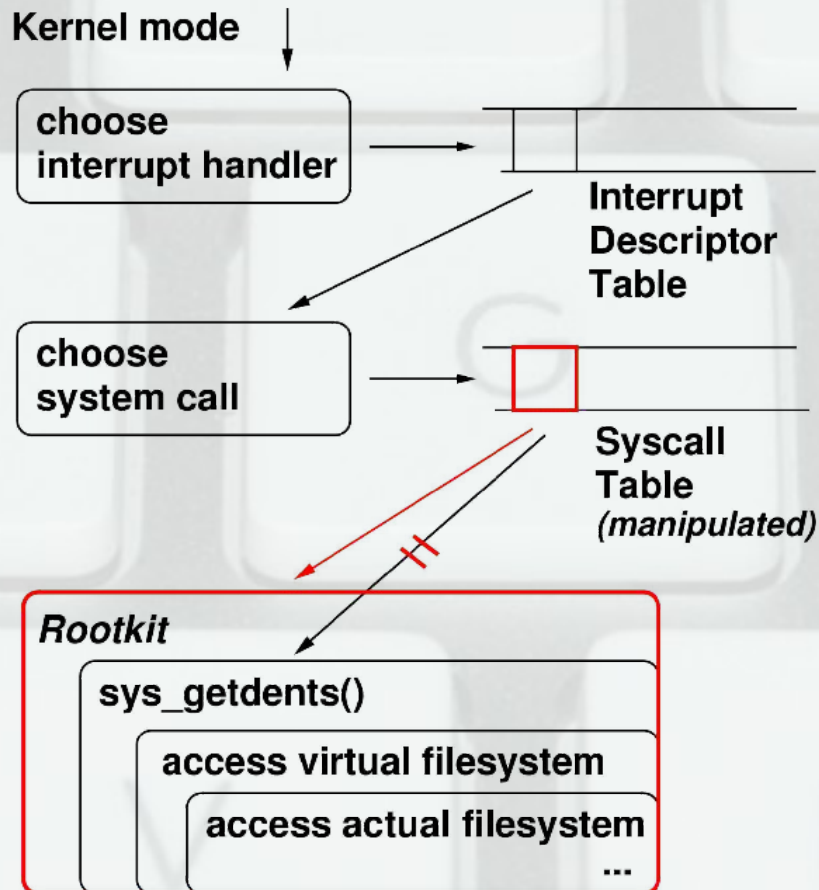 Kernel mode
choose
interrupt handler
Interrupt
Descriptor
Table
choose
system call
Syscall
Table
(manipulated)
Rootkit
sys_getdents()
access virtual filesystem
access actual filesystem
...
G
V